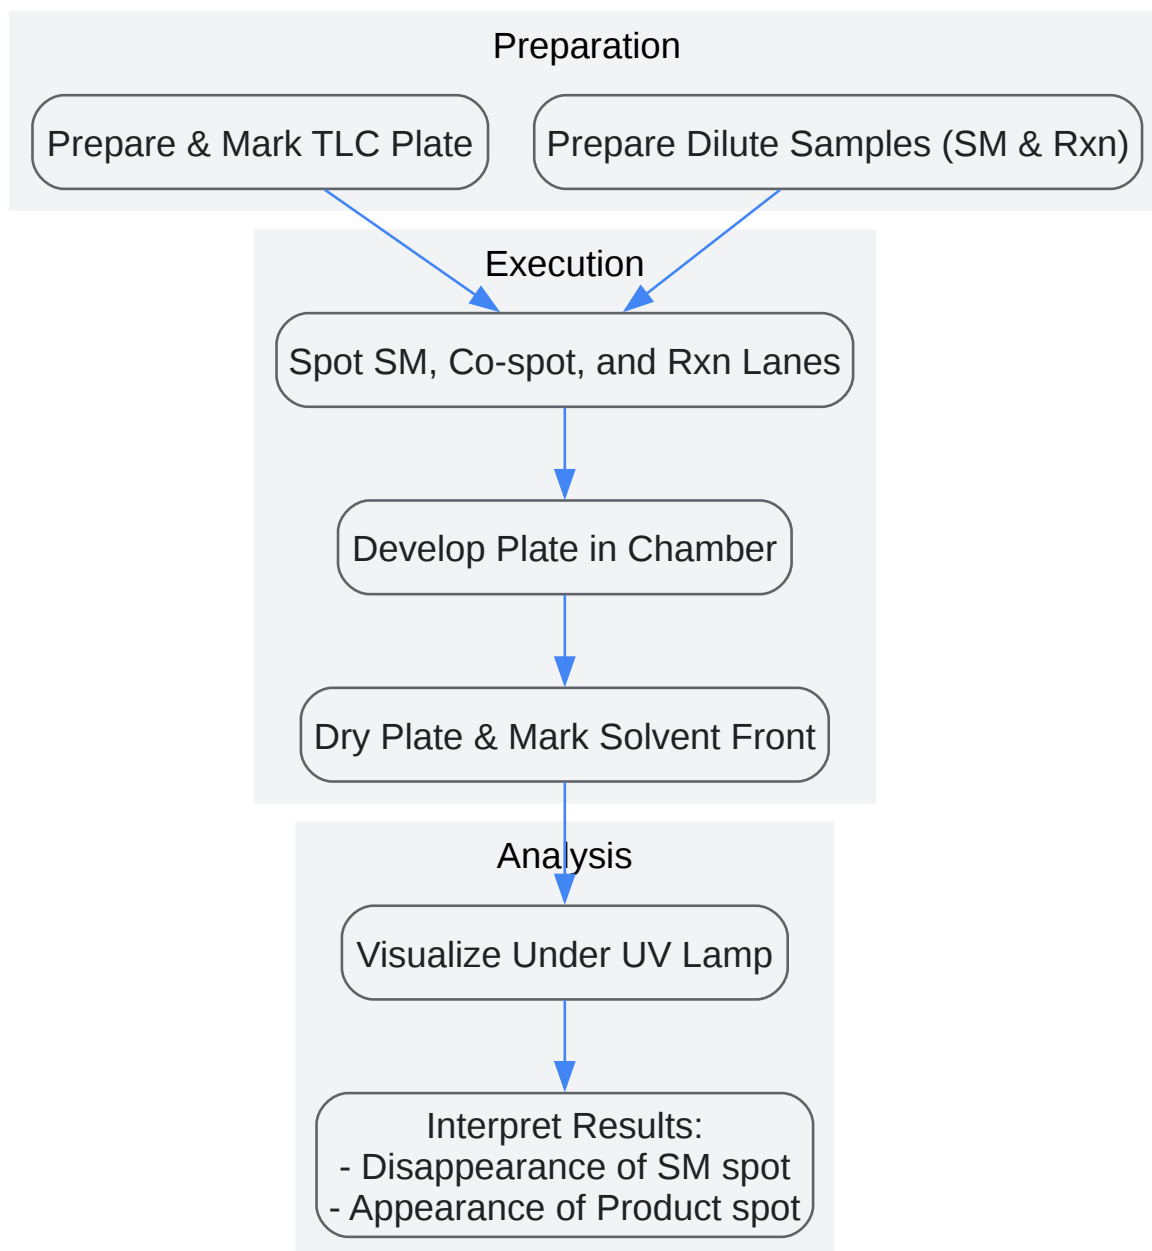 Preparation
Prepare & Mark TLC Plate
Prepare Dilute Samples (SM & Rxn)
Execution
Spot SM, Co-spot, and Rxn Lanes
Develop Plate in Chamber
Dry Plate & Mark Solvent Front
Analysis
Visualize Under UV Lamp
Interpret Results:
- Disappearance of SM spot
- Appearance of Product spot